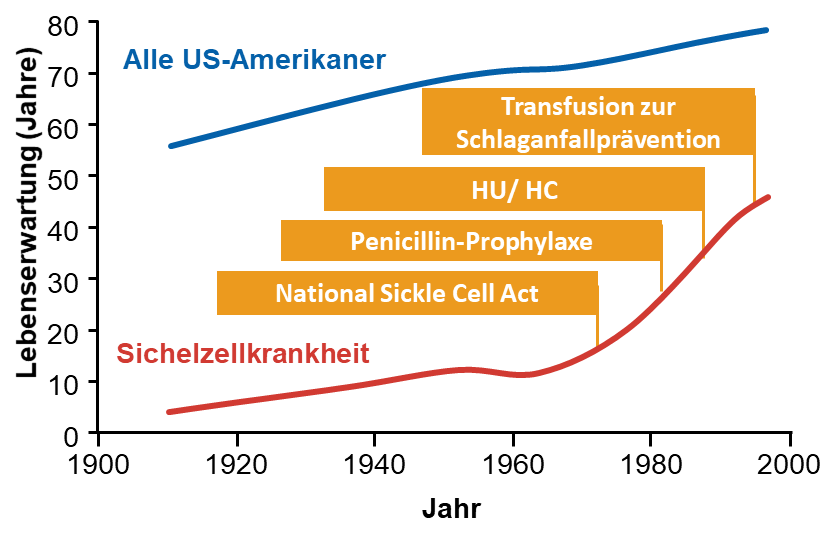 Lebenserwartung (Jahre)
80
70
60
50
40
30
20
10
0
Alle US-Amerikaner
Transfusion zur
Schlaganfallprävention
HU/ HC
Penicillin-Prophylaxe
National Sickle Cell Act
Sichelzellkrankheit
1900 1920 1940 1960 1980 2000
Jahr